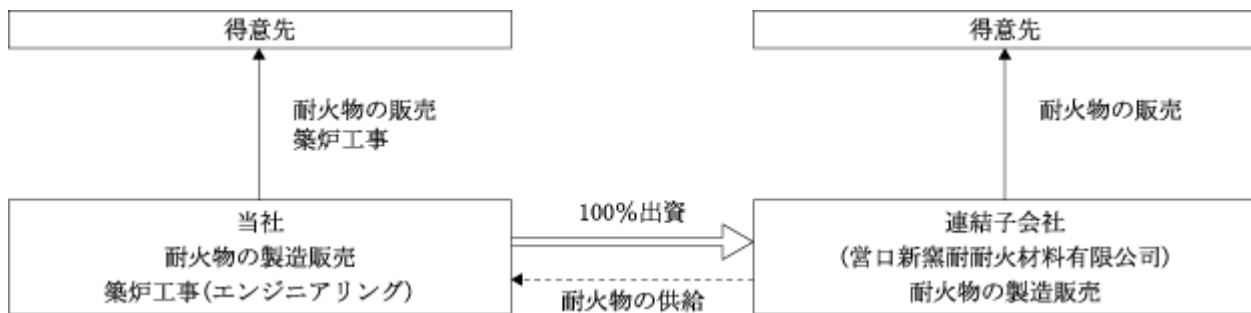 得意先
得意先
耐火物の販売
築炉工事
耐火物の販売
当社
耐火物の製造販売
築炉工事(エンジニアリング)
100%出資
耐火物の供給
連結子会社
(営口新窯耐耐火材料有限公司)
耐火物の製造販売